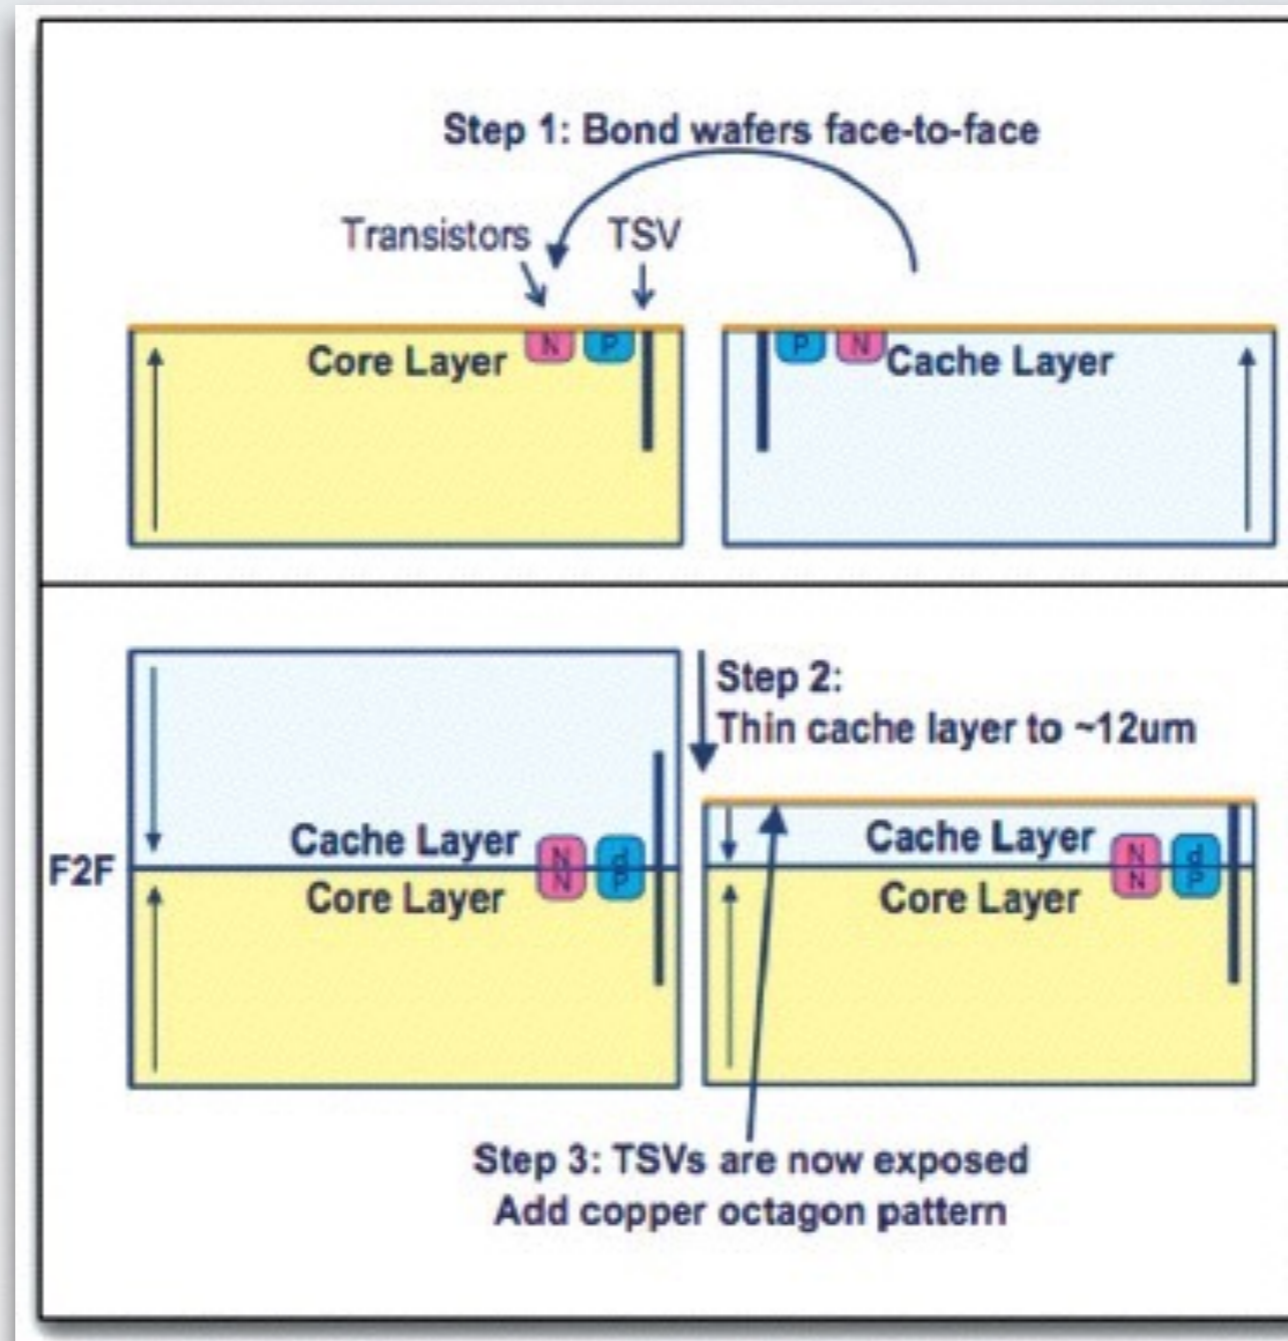 Step 1: Bond wafers face-to-face
Transistors TSV
N P P N
Core Layer Cache Layer
Step 2:
Thin cache layer to ~12um
Cache Layer N P Cache Layer N P
F2F
Core Layer N P Core Layer N P
Step 3: TSVs are now exposed
Add copper octagon pattern